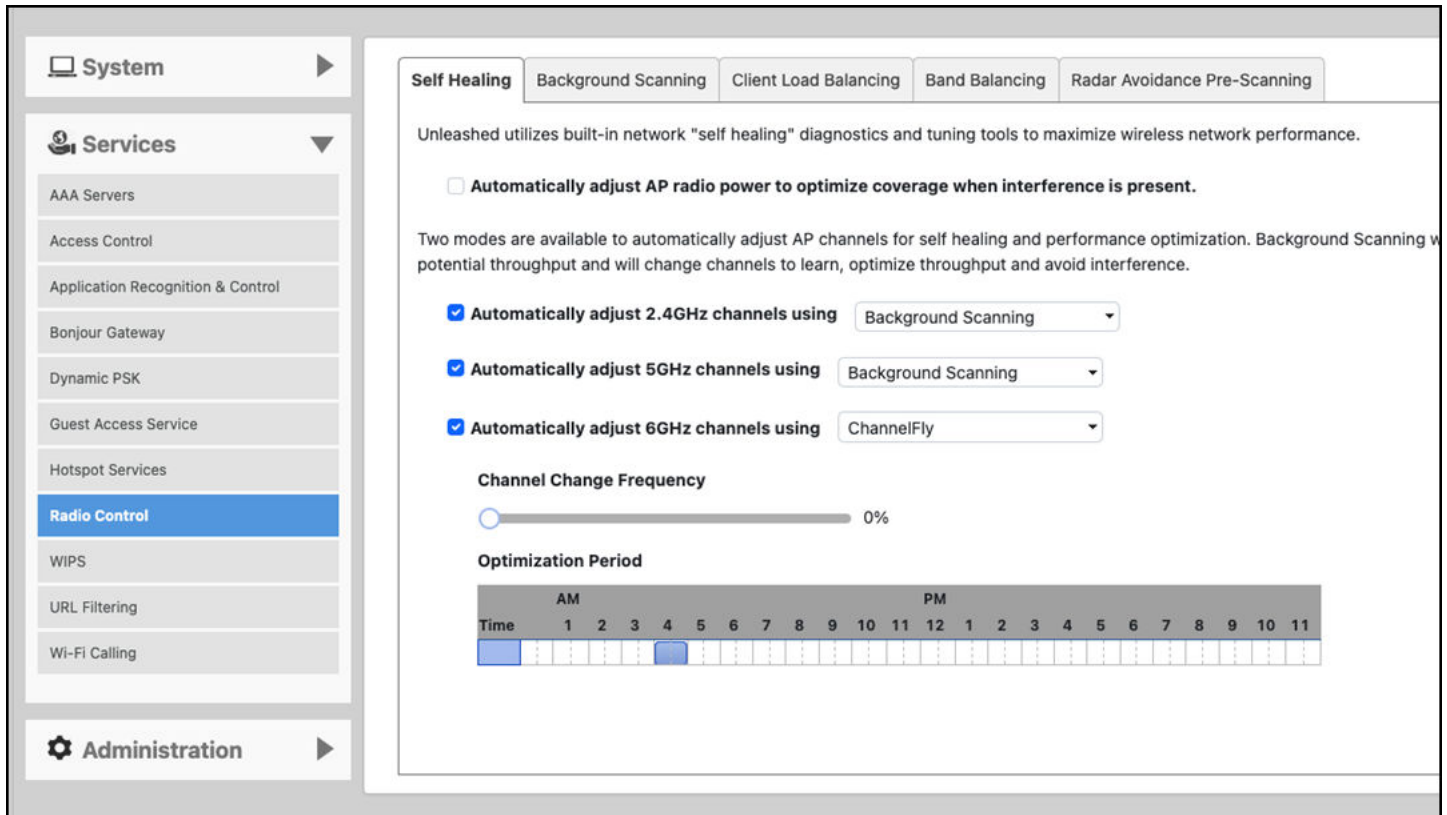 System
Services
AAA Servers
Access Control
Application Recognition & Control
Bonjour Gateway
Dynamic PSK
Guest Access Service
Hotspot Services
Radio Control
WIPS
URL Filtering
Wi-Fi Calling
Administration
Self Healing Background Scanning Client Load Balancing Band Balancing Radar Avoidance Pre-Scanning
Unleashed utilizes built-in network "self healing" diagnostics and tuning tools to maximize wireless network performance.
Automatically adjust AP radio power to optimize coverage when interference is present.
Two modes are available to automatically adjust AP channels for self healing and performance optimization. Background Scanning w
potential throughput and will change channels to learn, optimize throughput and avoid interference.
Automatically adjust 2.4GHz channels using Background Scanning
Automatically adjust 5GHz channels using Background Scanning
Automatically adjust 6GHz channels using ChannelFly
Channel Change Frequency
0%
Optimization Period
AM PM
Time 1 2 3 4 5 6 7 8 9 10 11 12 1 2 3 4 5 6 7 8 9 10 11